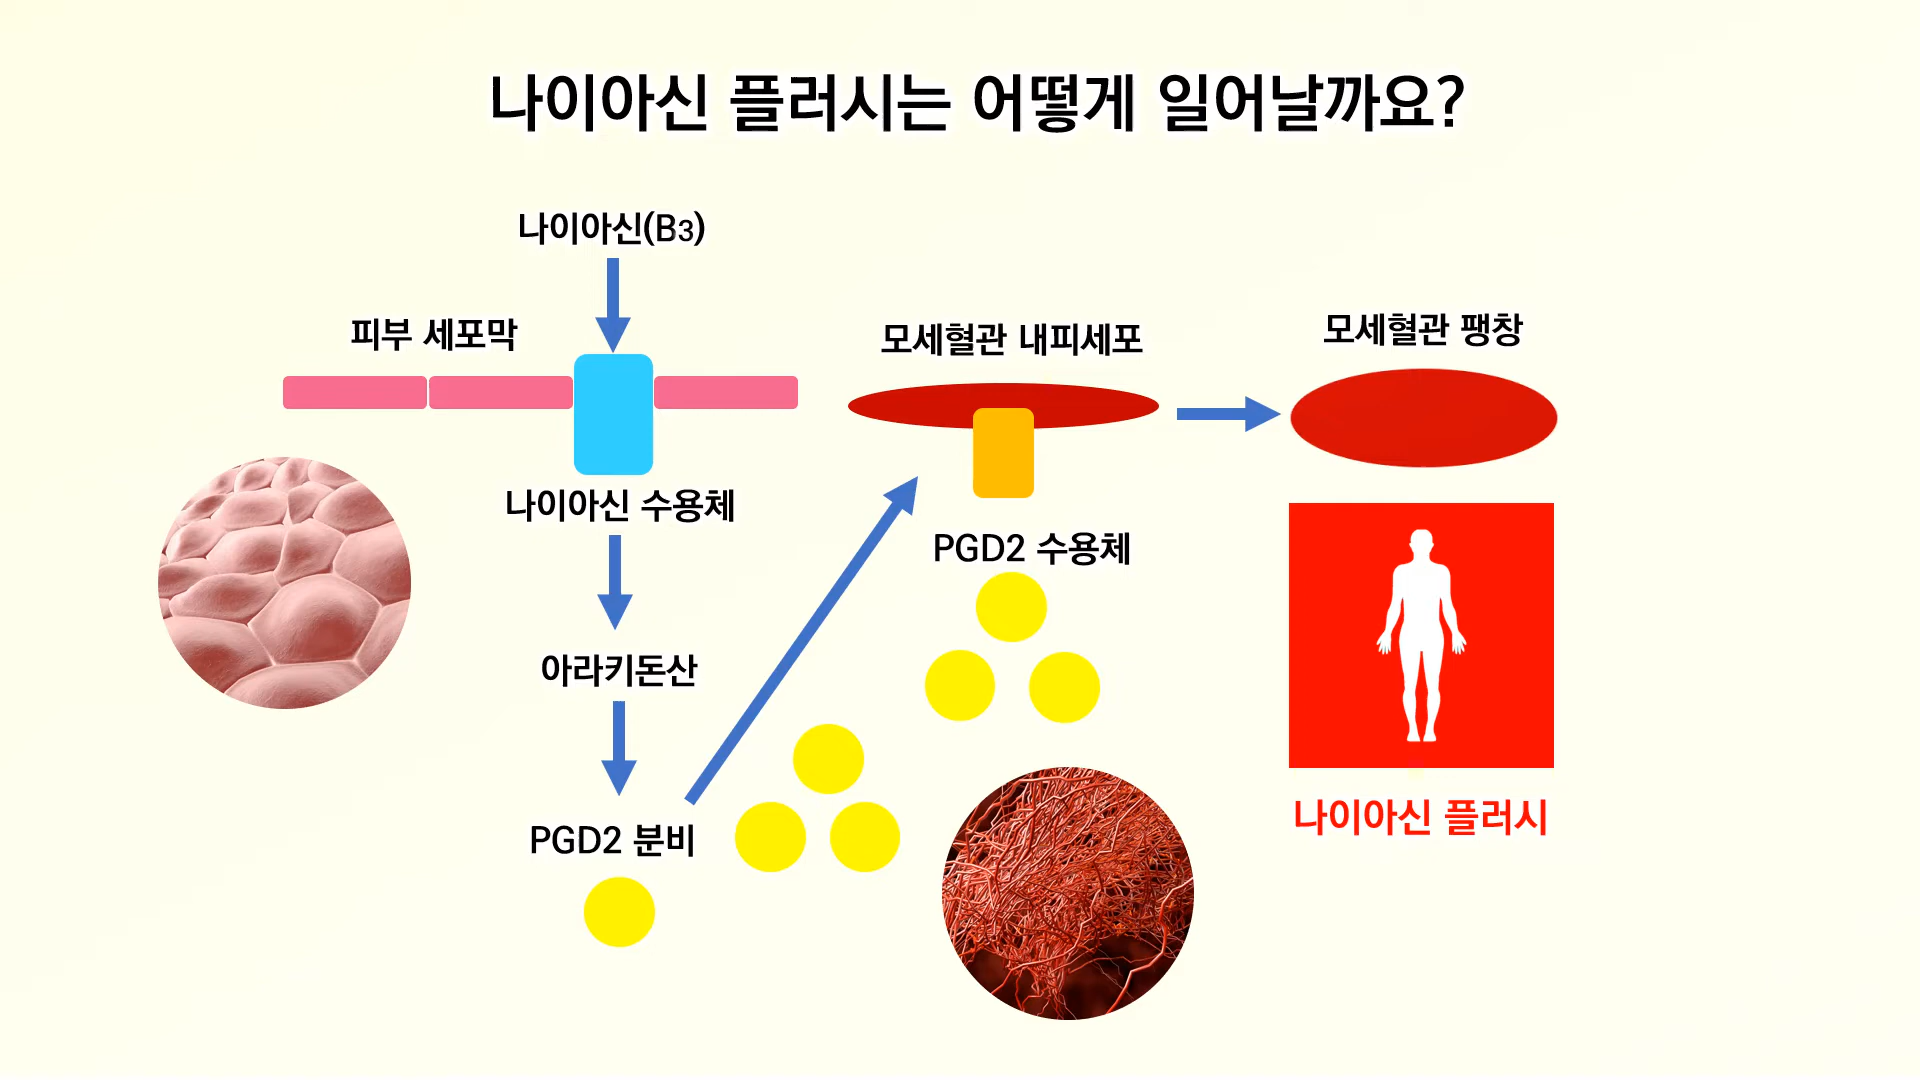 나이아신 플러시는 어떻게 일어날까요?
나이아신(B3)
피부 세포막
나이아신 수용체
아라키돈산
PGD2 분비
모세혈관 내피세포
PGD2 수용체
모세혈관 팽창
나이아신 플러시